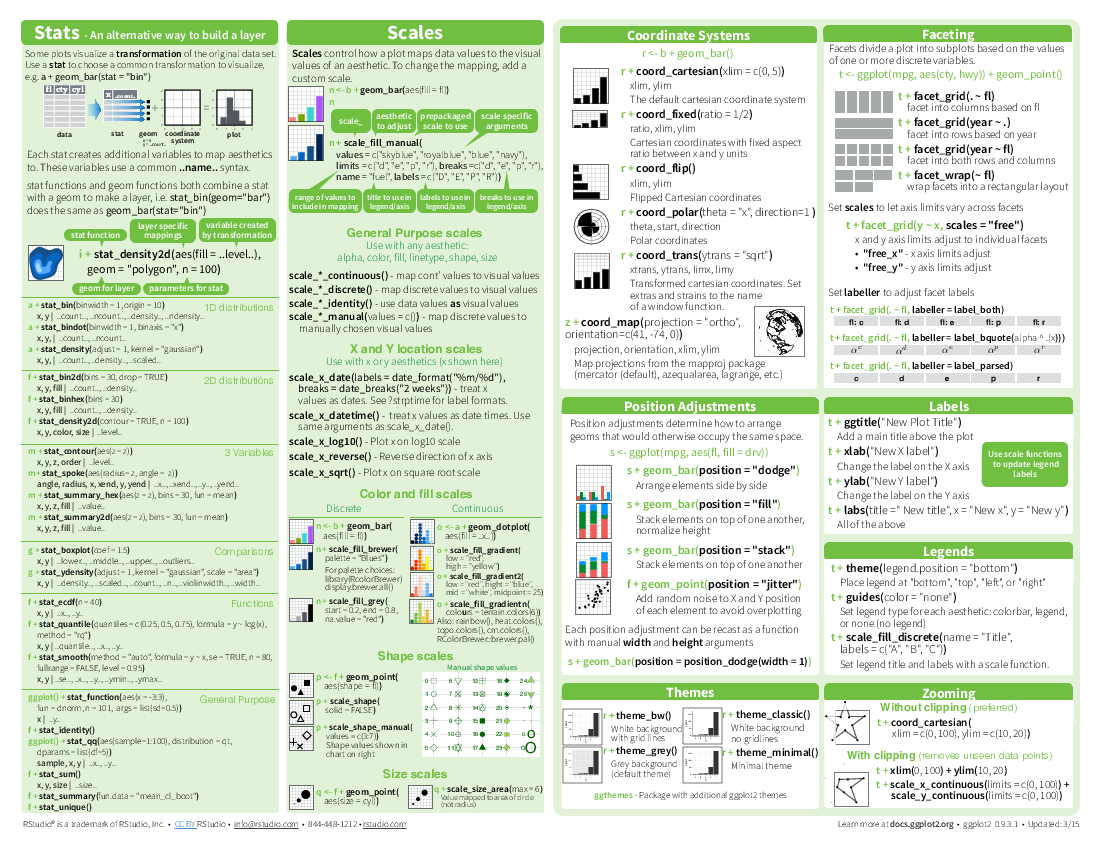 Stats - An alternative way to build a layer
Some plots visualize a transformation of the original data set.
Use a stat to choose a common transformation to visualize,
e.g. a + geom_bar(stat = "bin")
fl cty cyl
x ..count..
data
stat
geom
coordinate
system
plot
Each stat creates additional variables to map aesthetics
to. These variables use a common ..name.. syntax.
stat functions and geom functions both combine a stat
with a geom to make a layer, i.e. stat_bin(geom="bar")
does the same as geom_bar(stat="bin")
stat function
layer specific
mappings
variable created
by transformation
i + stat_density2d(aes(fill = ..level..),
geom = "polygon", n = 100)
geom for layer
parameters for stat
a + stat_bin(binwidth = 1, origin = 10)
1D distributions
x, y | ..count.., ..ncount.., ..density.., ..ndensity..
a + stat_bindot(binwidth = 1, binaxis = "x")
x, y, | ..count.., ..ncount..
a + stat_density(adjust = 1, kernel = "gaussian")
x, y, | ..count.., ..density.., ..scaled..
f + stat_bin2d(bins = 30, drop = TRUE)
2D distributions
x, y, fill | ..count.., ..density..
f + stat_binhex(bins = 30)
x, y, fill | ..count.., ..density..
f + stat_density2d(contour = TRUE, n = 100)
x, y, color, size | ..level..
m + stat_contour(aes(z = z))
3 Variables
x, y, z, order | ..level..
m + stat_spoke(aes(radius= z, angle = z))
angle, radius, x, xend, y, yend | ..x.., ..xend.., ..y.., ..yend..
m + stat_summary_hex(aes(z = z), bins = 30, fun = mean)
x, y, z, fill | ..value..
m + stat_summary2d(aes(z = z), bins = 30, fun = mean)
x, y, z, fill | ..value..
g + stat_boxplot(coef = 1.5)
Comparisons
x, y | ..lower.., ..middle.., ..upper.., ..outliers..
g + stat_ydensity(adjust = 1, kernel = "gaussian", scale = "area")
x, y | ..density.., ..scaled.., ..count.., ..n.., ..violinwidth.., ..width..
f + stat_ecdf(n = 40)
Functions
x, y | ..x.., ..y..
f + stat_quantile(quantiles = c(0.25, 0.5, 0.75), formula = y ~ log(x),
method = "rq")
x, y | ..quantile.., ..x.., ..y..
f + stat_smooth(method = "auto", formula = y ~ x, se = TRUE, n = 80,
fullrange = FALSE, level = 0.95)
x, y | ..se.., ..x.., ..y.., ..ymin.., ..ymax..
ggplot() + stat_function(aes(x = -3:3),
General Purpose
fun = dnorm, n = 101, args = list(sd=0.5))
x | ..y..
f + stat_identity()
ggplot() + stat_qq(aes(sample=1:100), distribution = qt,
dparams = list(df=5))
sample, x, y | ..x.., ..y..
f + stat_sum()
x, y, size | ..size..
f + stat_summary(fun.data = "mean_cl_boot")
f + stat_unique()
Scales
Scales control how a plot maps data values to the visual
values of an aesthetic. To change the mapping, add a
custom scale.
n <- b + geom_bar(aes(fill = fl))
n
scale_
aesthetic
to adjust
prepackaged
scale to use
scale specific
arguments
n + scale_fill_manual(
values = c("skyblue", "royalblue", "blue", "navy"),
limits = c("d", "e", "p", "r"), breaks =c("d", "e", "p", "r"),
name = "fuel", labels = c("D", "E", "P", "R"))
range of values to
include in mapping
title to use in
legend/axis
labels to use in
legend/axis
breaks to use in
legend/axis
General Purpose scales
Use with any aesthetic:
alpha, color, fill, linetype, shape, size
scale_*_continuous() - map cont' values to visual values
scale_*_discrete() - map discrete values to visual values
scale_*_identity() - use data values as visual values
scale_*_manual(values = c()) - map discrete values to
manually chosen visual values
X and Y location scales
Use with x or y aesthetics (x shown here)
scale_x_date(labels = date_format("%m/%d"),
breaks = date_breaks("2 weeks")) - treat x
values as dates. See ?strptime for label formats.
scale_x_datetime() - treat x values as date times. Use
same arguments as scale_x_date().
scale_x_log10() - Plot x on log10 scale
scale_x_reverse() - Reverse direction of x axis
scale_x_sqrt() - Plot x on square root scale
Color and fill scales
Discrete
Continuous
n <- b + geom_bar(
aes(fill = fl))
n + scale_fill_brewer(
palette = "Blues")
For palette choices:
library(RcolorBrewer)
display.brewer.all()
n + scale_fill_grey(
start = 0.2, end = 0.8,
na.value = "red")
o <- a + geom_dotplot(
aes(fill = ..x..))
o + scale_fill_gradient(
low = "red",
high = "yellow")
o + scale_fill_gradient2(
low = "red", hight = "blue",
mid = "white", midpoint = 25)
o + scale_fill_gradientn(
colours = terrain.colors(6))
Also: rainbow(), heat.colors(),
topo.colors(), cm.colors(),
RColorBrewer::brewer.pal()
Shape scales
Manual shape values
p <- f + geom_point(
aes(shape = fl))
p + scale_shape(
solid = FALSE)
p + scale_shape_manual(
values = c(3:7))
Shape values shown in
chart on right
0 6 12 18 24
1 7 13 19 25
2 8 14 20
3 9 15 21
4 10 16 22
5 11 17 23
Size scales
q <- f + geom_point(
aes(size = cyl))
q + scale_size_area(max = 6)
Value mapped to area of circle
(not radius)
Coordinate Systems
r <- b + geom_bar()
r + coord_cartesian(xlim = c(0, 5))
xlim, ylim
The default cartesian coordinate system
r + coord_fixed(ratio = 1/2)
ratio, xlim, ylim
Cartesian coordinates with fixed aspect
ratio between x and y units
r + coord_flip()
xlim, ylim
Flipped Cartesian coordinates
r + coord_polar(theta = "x", direction=1 )
theta, start, direction
Polar coordinates
r + coord_trans(ytrans = "sqrt")
xtrans, ytrans, limx, limy
Transformed cartesian coordinates. Set
extras and strains to the name
of a window function.
z + coord_map(projection = "ortho",
orientation=c(41, -74, 0))
projection, orientation, xlim, ylim
Map projections from the mapproj package
(mercator (default), azequalarea, lagrange, etc.)
Position Adjustments
Position adjustments determine how to arrange
geoms that would otherwise occupy the same space.
s <- ggplot(mpg, aes(fl, fill = drv))
s + geom_bar(position = "dodge")
Arrange elements side by side
s + geom_bar(position = "fill")
Stack elements on top of one another,
normalize height
s + geom_bar(position = "stack")
Stack elements on top of one another
f + geom_point(position = "jitter")
Add random noise to X and Y position
of each element to avoid overplotting
Each position adjustment can be recast as a function
with manual width and height arguments
s + geom_bar(position = position_dodge(width = 1))
Themes
r + theme_bw()
White background
with grid lines
r + theme_grey()
Grey background
(default theme)
r + theme_classic()
White background
no gridlines
r + theme_minimal()
Minimal theme
ggthemes - Package with additional ggplot2 themes
Faceting
Facets divide a plot into subplots based on the values
of one or more discrete variables.
t <- ggplot(mpg, aes(cty, hwy)) + geom_point()
t + facet_grid(. ~ fl)
facet into columns based on fl
t + facet_grid(year ~ .)
facet into rows based on year
t + facet_grid(year ~ fl)
facet into both rows and columns
t + facet_wrap(~ fl)
wrap facets into a rectangular layout
Set scales to let axis limits vary across facets
t + facet_grid(y ~ x, scales = "free")
x and y axis limits adjust to individual facets
• "free_x" - x axis limits adjust
• "free_y" - y axis limits adjust
Set labeller to adjust facet labels
t + facet_grid(. ~ fl, labeller = label_both)
fl: c fl: d fl: e fl: p fl: r
t + facet_grid(. ~ fl, labeller = label_bquote(alpha ^ .(x)))
α^c α^d α^e α^p α^r
t + facet_grid(. ~ fl, labeller = label_parsed)
c d e p r
Labels
t + ggtitle("New Plot Title")
Add a main title above the plot
t + xlab("New X label")
Change the label on the X axis
t + ylab("New Y label")
Change the label on the Y axis
t + labs(title =" New title", x = "New x", y = "New y")
All of the above
Use scale functions
to update legend
labels
Legends
t + theme(legend.position = "bottom")
Place legend at "bottom", "top", "left", or "right"
t + guides(color = "none")
Set legend type for each aesthetic: colorbar, legend,
or none (no legend)
t + scale_fill_discrete(name = "Title",
labels = c("A", "B", "C"))
Set legend title and labels with a scale function.
Zooming
Without clipping (preferred)
t + coord_cartesian(
xlim = c(0, 100), ylim = c(10, 20))
With clipping (removes unseen data points)
t + xlim(0, 100) + ylim(10, 20)
t + scale_x_continuous(limits = c(0, 100)) +
scale_y_continuous(limits = c(0, 100))
RStudio® is a trademark of RStudio, Inc. • CC BY RStudio • info@rstudio.com • 844-448-1212 • rstudio.com
Learn more at docs.ggplot2.org • ggplot2 0.9.3.1 • Updated: 3/15